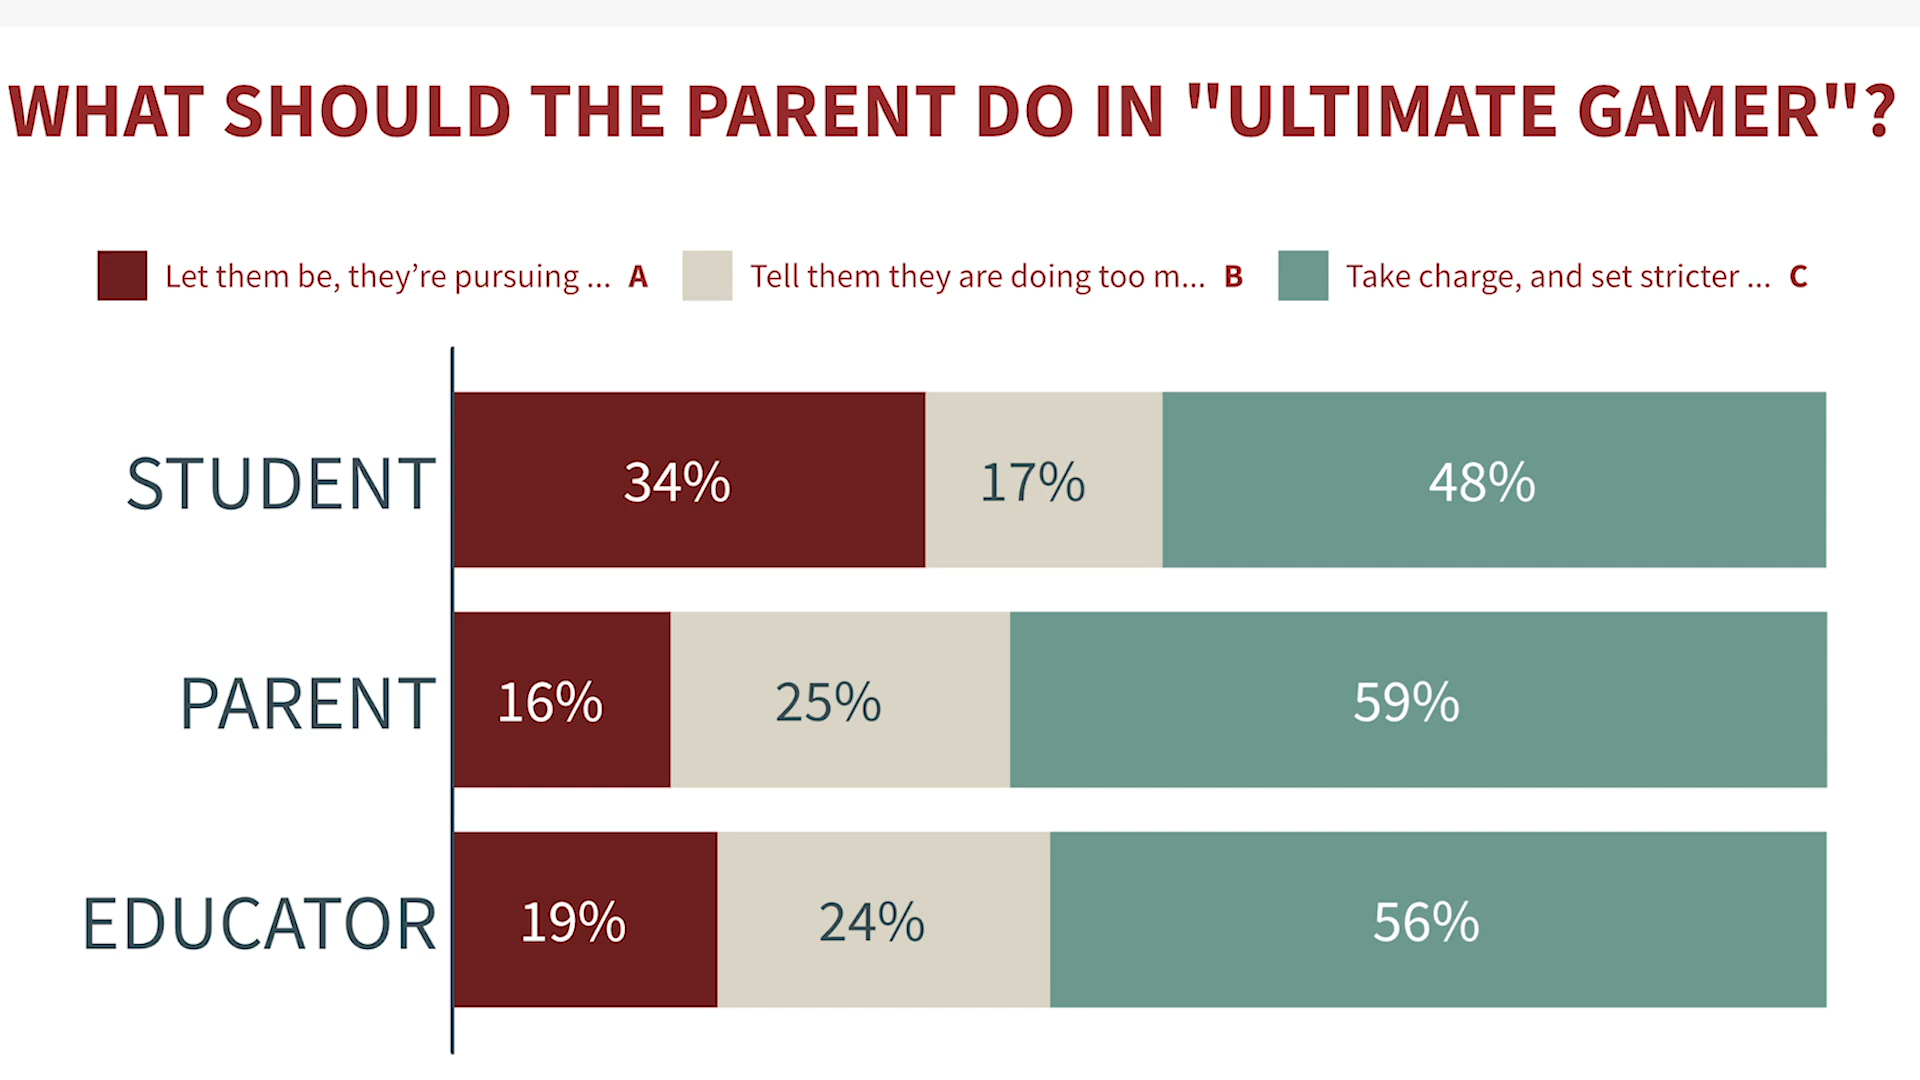 WHAT SHOULD THE PARENT DO IN "ULTIMATE GAMER"?
Let them be, they’re pursuing ... A Tell them they are doing too m... B Take charge, and set stricter ... C
STUDENT 34% 17% 48%
PARENT 16% 25% 59%
EDUCATOR 19% 24% 56%